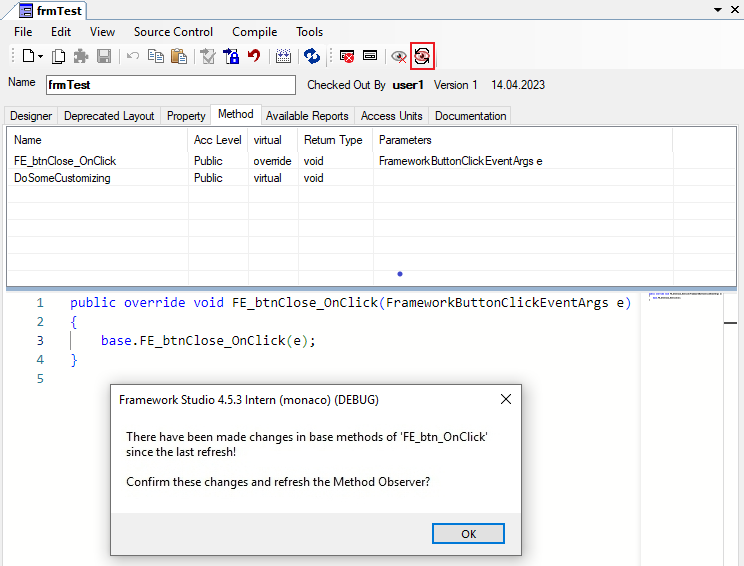 frmTest
File Edit View Source Control Compile Tools
Name frmTest Checked Out By user1 Version 1 14.04.2023
Designer Deprecated Layout Property Method Available Reports Access Units Documentation
Name Acc Level virtual Return Type Parameters
FE_btnClose_OnClick Public override void FrameworkButtonClickEventArgs e
DoSomeCustomizing Public virtual void
1 public override void FE_btnClose_OnClick(FrameworkButtonClickEventArgs e)
2 {
3 base.FE_btnClose_OnClick(e);
4 }
5
Framework Studio 4.5.3 Intern (monaco) (DEBUG)
There have been made changes in base methods of 'FE_btn_OnClick'
since the last refresh!
Confirm these changes and refresh the Method Observer?
OK